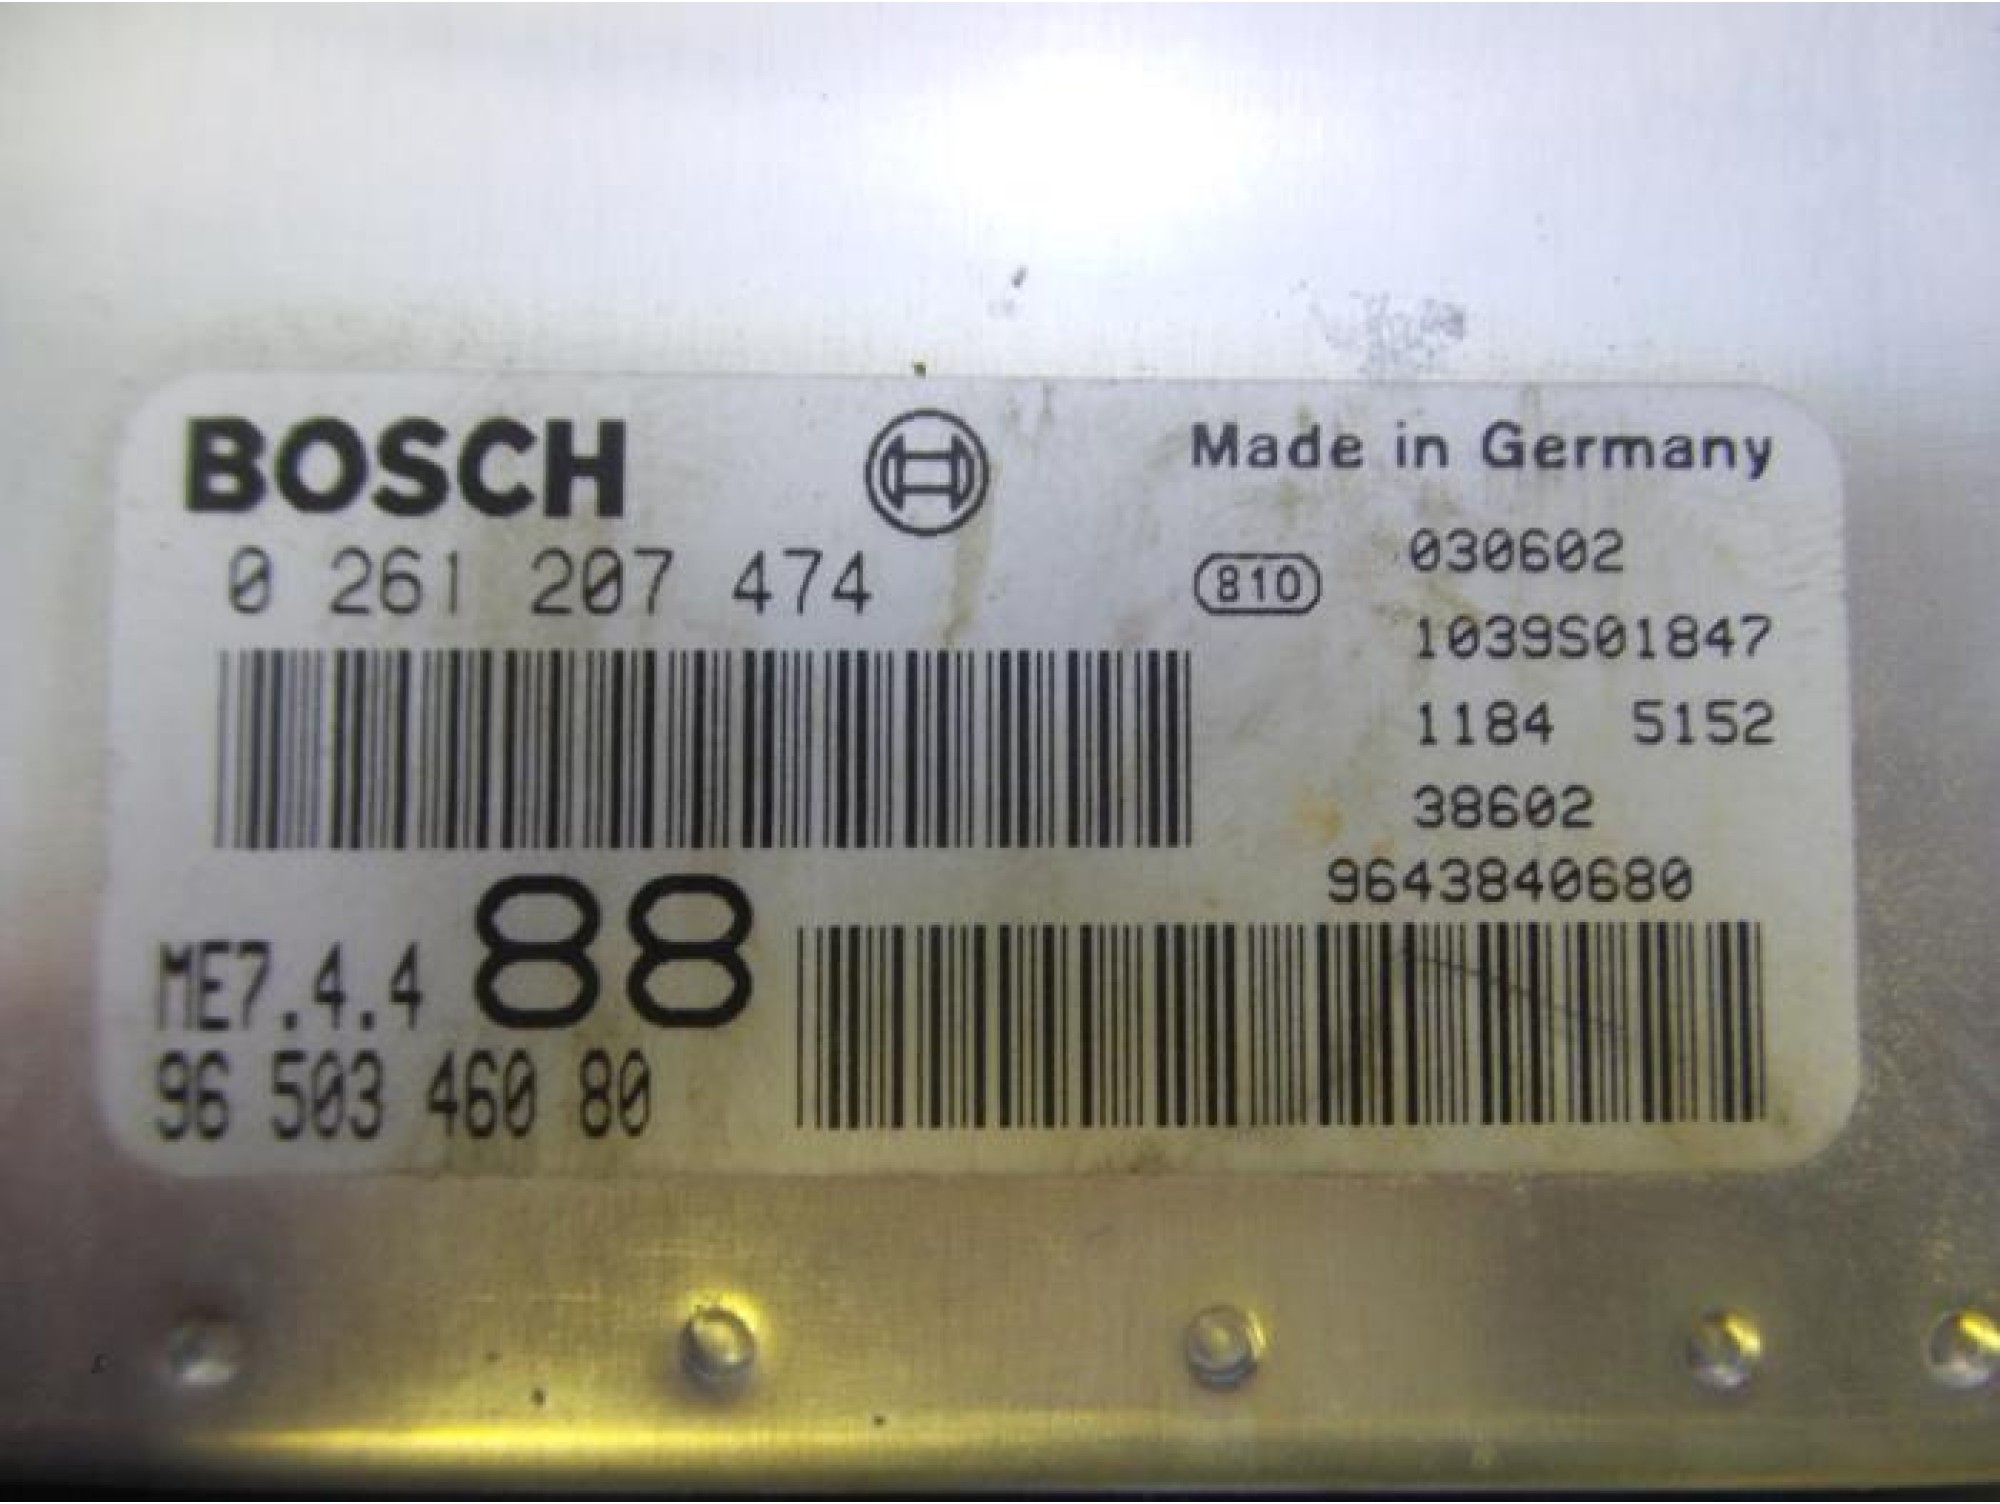 BOSCH
Made in Germany
0 261 207 474
810
030602
1039S01847
1184 5152
38602
9643840680
ME7.4.4 88
96 503 460 80